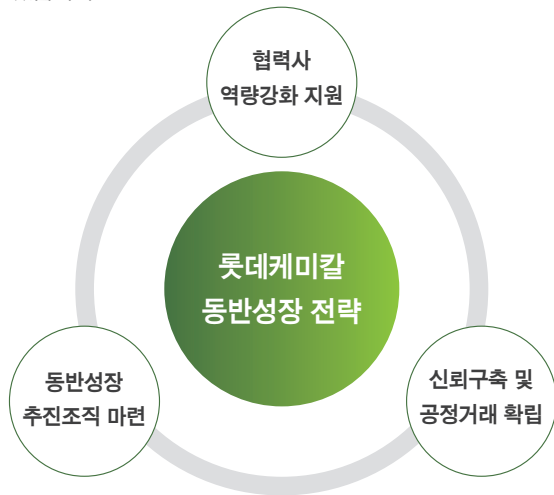 협력사
역량강화 지원
롯데케미칼
동반성장 전략
동반성장
추진조직 마련
신뢰구축 및
공정거래 확립